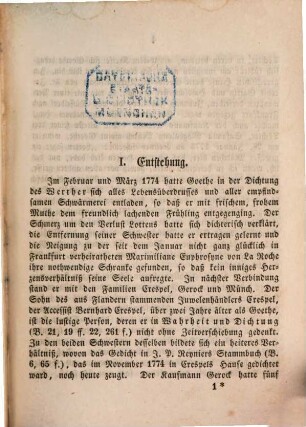 BAYERISCHE
STAATS-
BIBLIOTHEK
MUENCHEN
I. Entstehung.
Im Februar und März 1774 hatte Goethe in der Dichtung
des Werther sich alles Lebensüberdrusses und aller empfind-
samen Schwärmerei entladen, so daß er mit frischem, frohem
Muthe dem freundlich lachenden Frühling entgegenging. Der
Schmerz um den Verlust Lottens hatte sich dichterisch verklärt,
die Entfernung seiner Schwester hatte er ertragen gelernt und
die Neigung zu der seit dem Januar nicht ganz glücklich in
Frankfurt verheiratheten Maximiliane Euphrosyne von La Roche
ihre nothwendige Schranke gefunden, so daß kein inniges Her-
zensverhältniß seine Seele aufregte. In nächster Verbindung
stand er mit den Familien Crespel, Gerock und Münch. Der
Sohn des aus Flandern stammenden Juwelenhändlers Crespel,
der Accessist Bernhard Crespel, über zwei Jahre älter als Goethe,
ist die lustige Person, deren er in Wahrheit und Dichtung
(B. 21, 19 ff. 22, 261 f.) nicht ohne Zeitverschiebung gedenkt.
Zu den beiden Schwestern desselben bildete sich ein heiteres Ver-
hältniß, wovon das Gedicht in J. P. Reyniers Stammbuch (B.
6, 65 f.), das im November 1774 in Crespels Hause gedichtet
ward, noch heute zeugt. Der Kaufmann Gerock hatte fünf
1*